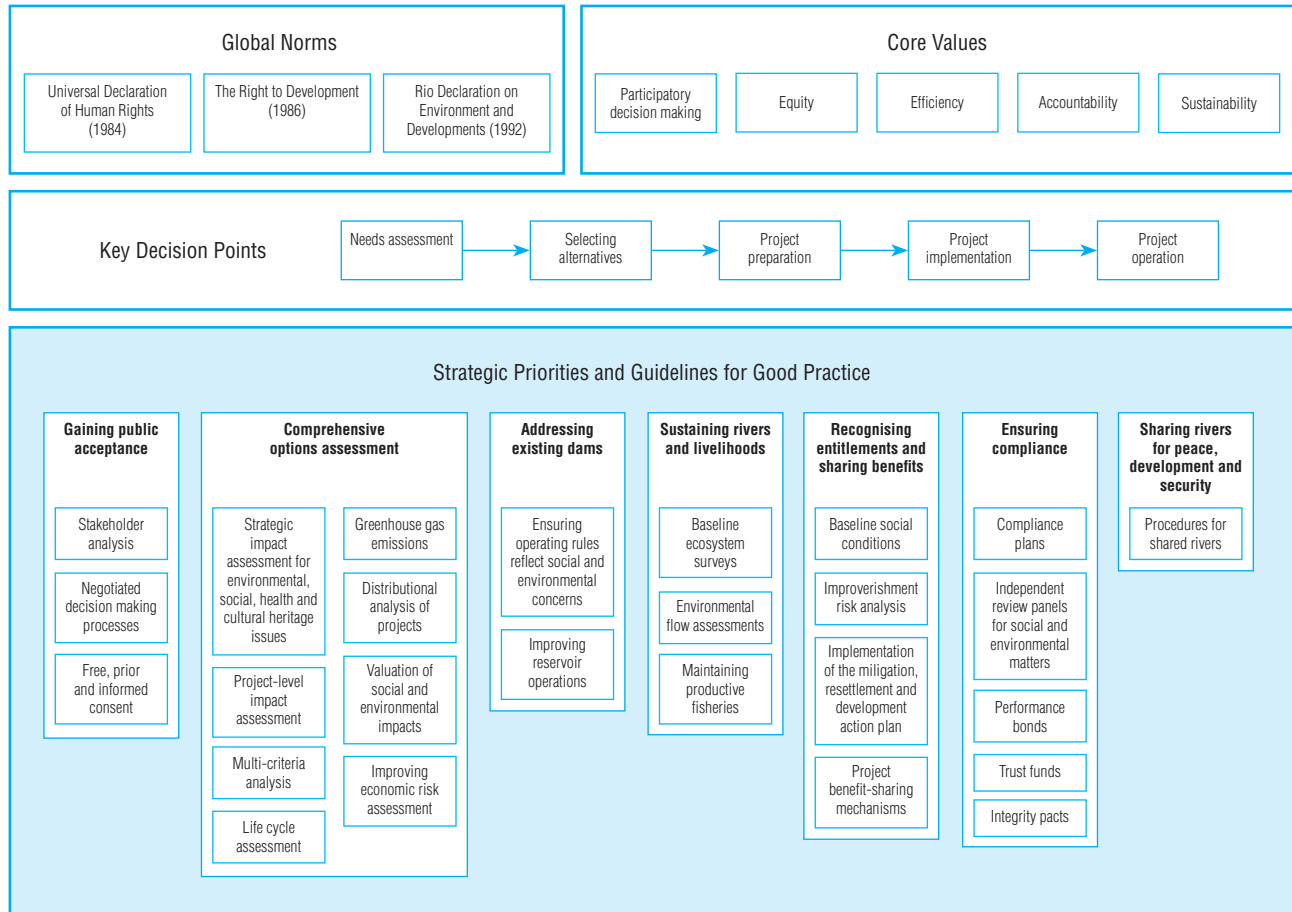 Global Norms
Universal Declaration
of Human Rights
(1984)
The Right to Development
(1986)
Rio Declaration on
Environment and
Developments (1992)
Core Values
Participatory
decision making
Equity
Efficiency
Accountability
Sustainability
Key Decision Points
Needs assessment
Selecting
alternatives
Project
preparation
Project
implementation
Project
operation
Strategic Priorities and Guidelines for Good Practice
Gaining public
acceptance
Stakeholder
analysis
Negotiated
decision making
processes
Free, prior
and informed
consent
Comprehensive
options assessment
Strategic
impact
assessment for
environmental,
social, health and
cultural heritage
issues
Project-level
impact
assessment
Multi-criteria
analysis
Life cycle
assessment
Greenhouse gas
emissions
Distributional
analysis of
projects
Valuation of
social and
environmental
impacts
Improving
economic risk
assessment
Addressing
existing dams
Ensuring
operating rules
reflect social and
environmental
concerns
Improving
reservoir
operations
Sustaining rivers
and livelihoods
Baseline
ecosystem
surveys
Environmental
flow assessments
Maintaining
productive
fisheries
Recognising
entitlements and
sharing benefits
Baseline social
conditions
Improverishment
risk analysis
Implementation
of the miligation,
resettlement and
development
action plan
Project
benefit-sharing
mechanisms
Ensuring
compliance
Compliance
plans
Independent
review panels
for social and
environmental
matters
Performance
bonds
Trust funds
Integrity pacts
Sharing rivers
for peace,
development and
security
Procedures for
shared rivers